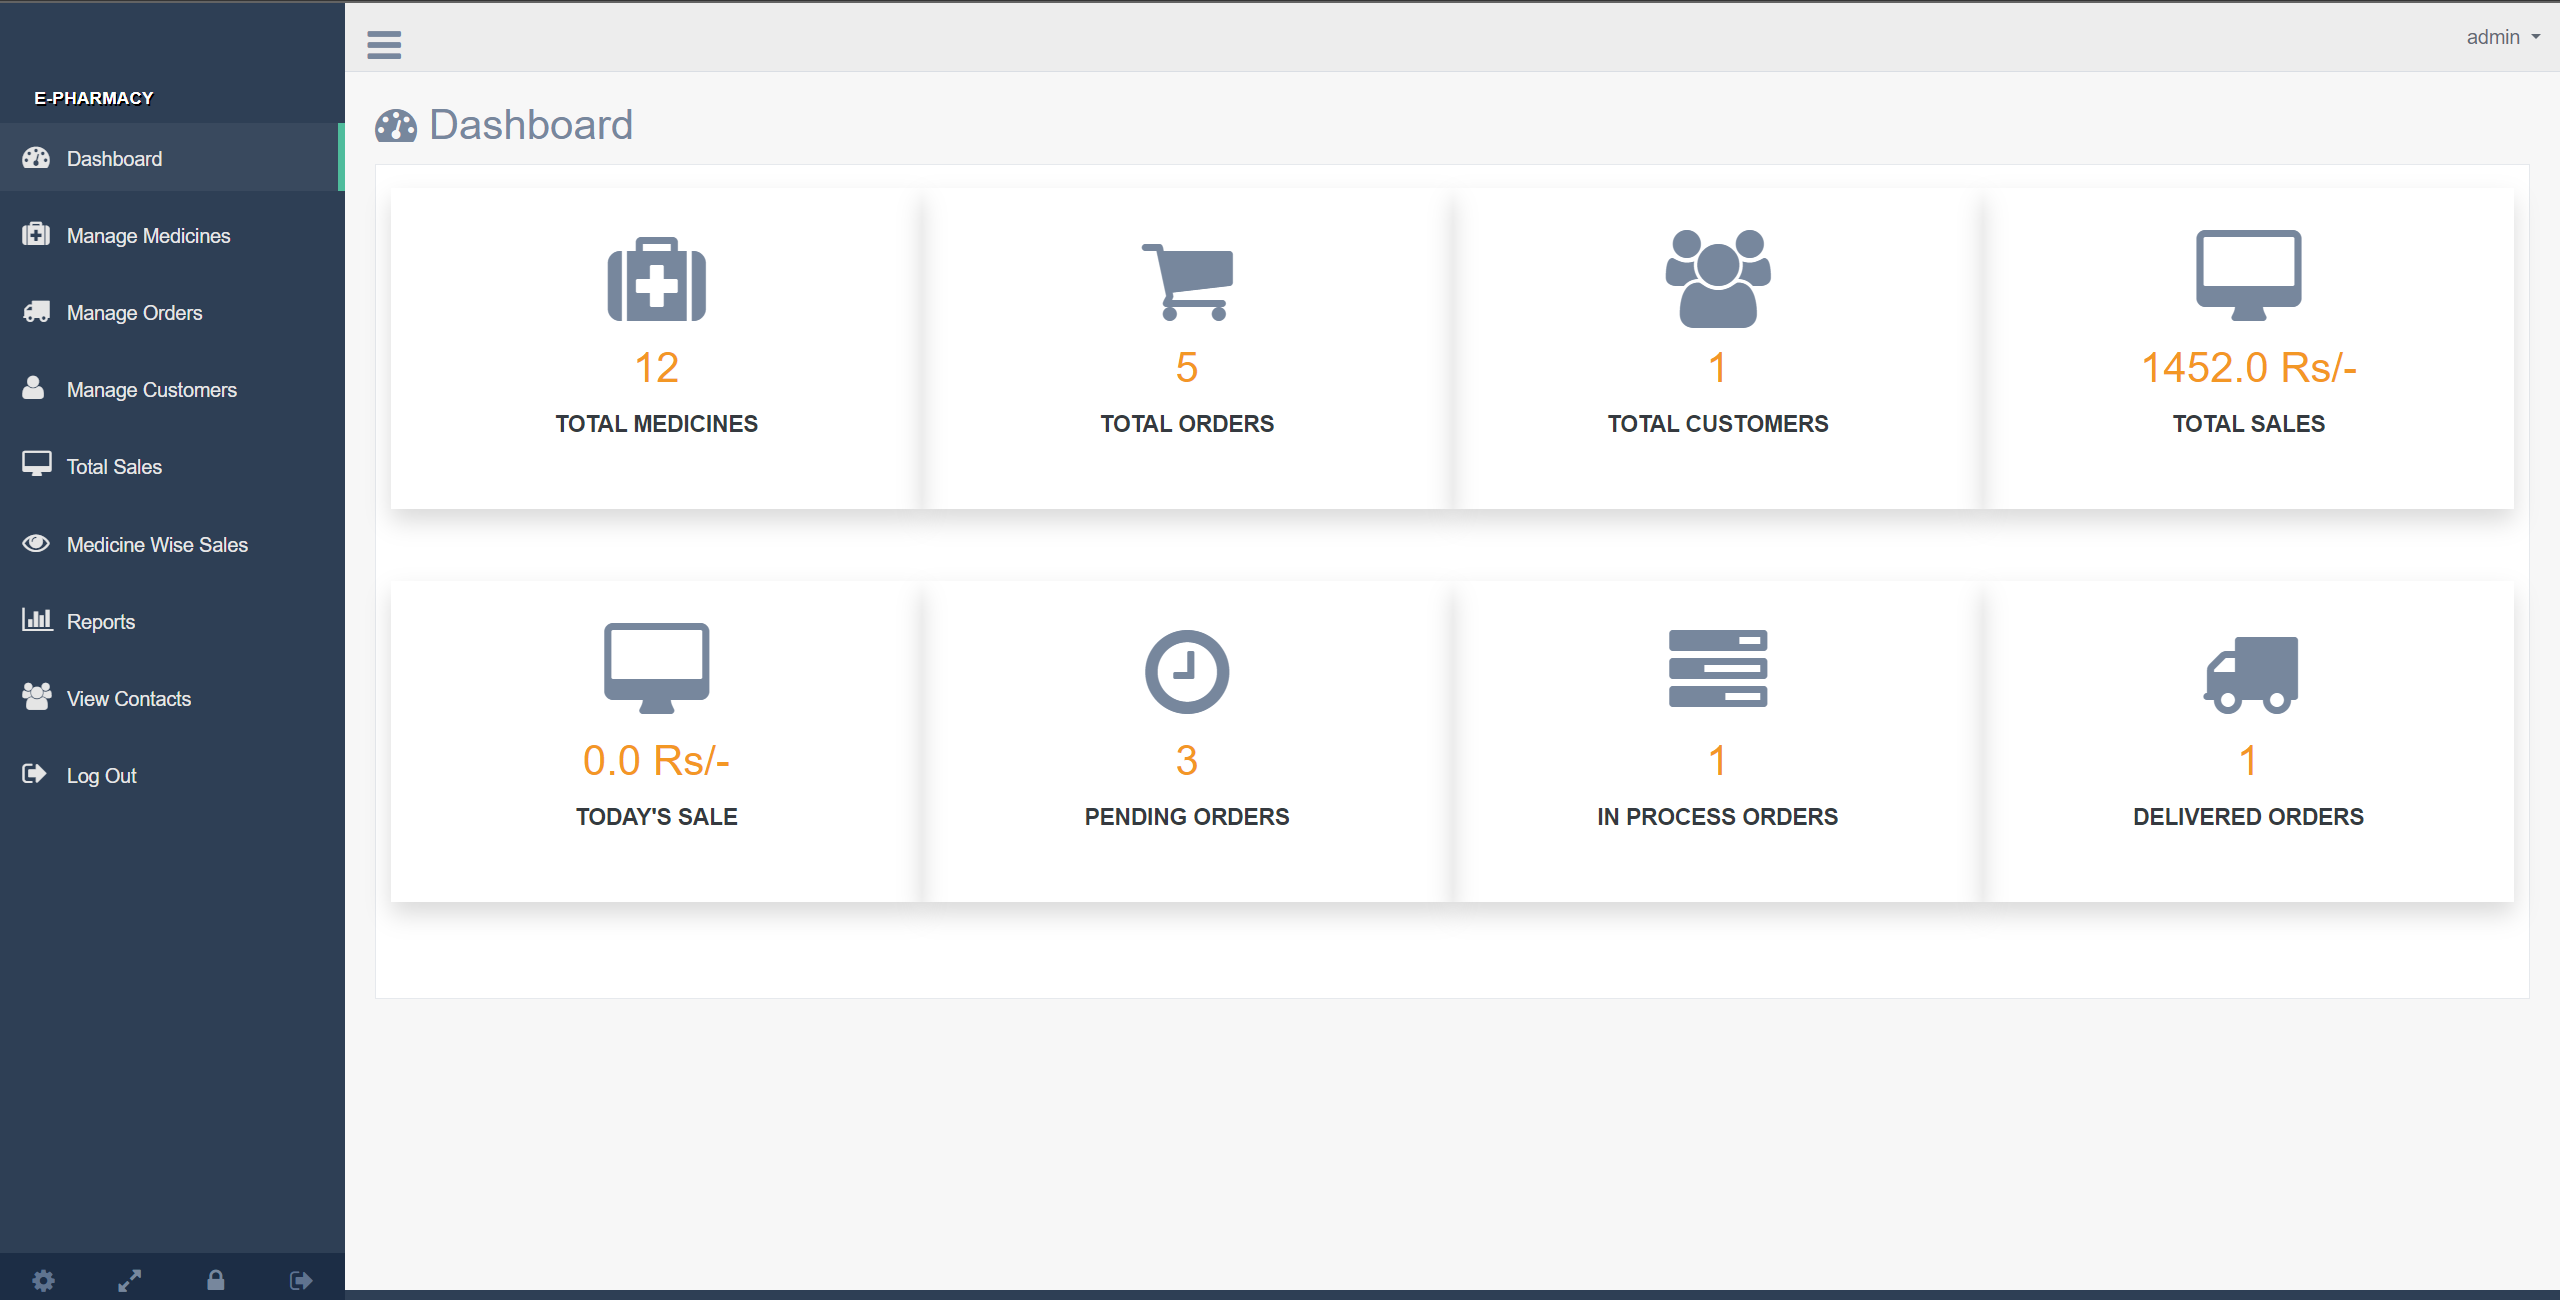 admin
E-PHARMACY
Dashboard
Manage Medicines
Manage Orders
Manage Customers
Total Sales
Medicine Wise Sales
Reports
View Contacts
Log Out
Dashboard
12
TOTAL MEDICINES
5
TOTAL ORDERS
1
TOTAL CUSTOMERS
1452.0 Rs/-
TOTAL SALES
0.0 Rs/-
TODAY'S SALE
3
PENDING ORDERS
1
IN PROCESS ORDERS
1
DELIVERED ORDERS